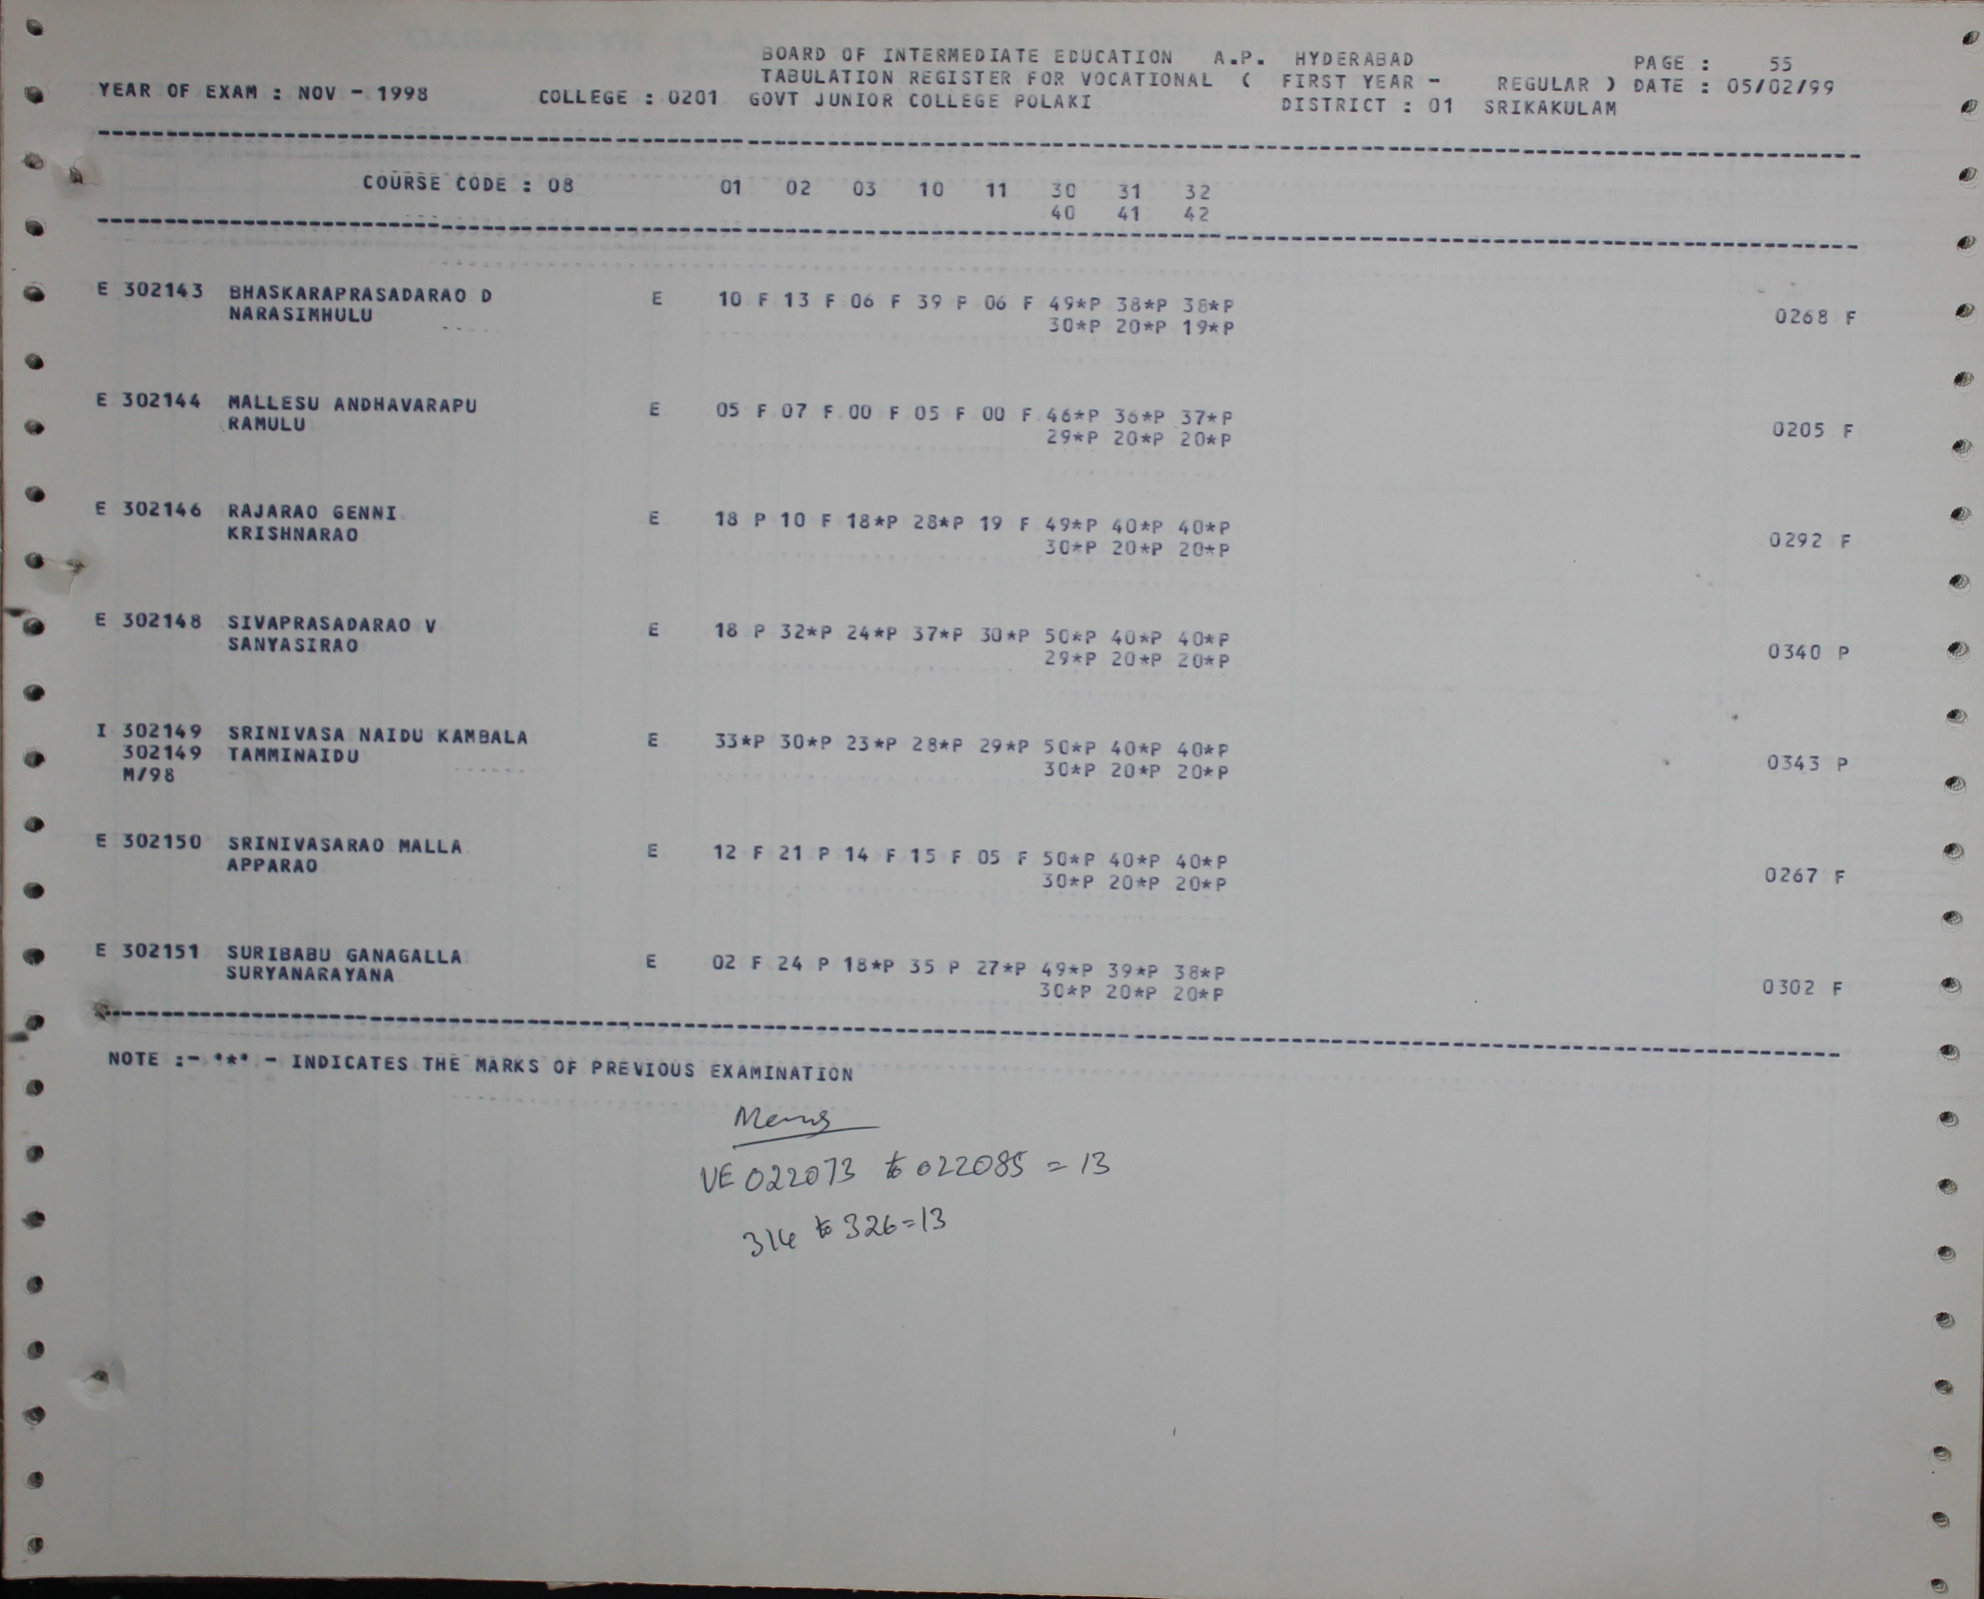 BOARD OF INTERMEDIATE EDUCATION A.P. HYDERABAD PAGE : 55
TABULATION REGISTER FOR VOCATIONAL ( FIRST YEAR - REGULAR ) DATE : 05/02/99
YEAR OF EXAM : NOV - 1998 COLLEGE : 0201 GOVT JUNIOR COLLEGE POLAKI DISTRICT : 01 SRIKAKULAM
COURSE CODE : 08 01 02 03 10 11 30 31 32
40 41 42
E 302143 BHASKARAPRASADARAO D E 10 F 13 F 06 F 39 P 06 F 49*P 38*P 38*P
NARASIMHULU 30*P 20*P 19*P 0268 F
E 302144 MALLESU ANDHAVARAPU E 05 F 07 F 00 F 05 F 00 F 46*P 36*P 37*P
RAMULU 29*P 20*P 20*P 0205 F
E 302146 RAJARAO GENNI E 18 P 10 F 18*P 28*P 19 F 49*P 40*P 40*P
KRISHNARAO 30*P 20*P 20*P 0292 F
E 302148 SIVAPRASADARAO V E 18 P 32*P 24*P 37*P 30*P 50*P 40*P 40*P
SANYASIRAO 29*P 20*P 20*P 0340 P
I 302149 SRINIVASA NAIDU KAMBALA E 33*P 30*P 23*P 28*P 29*P 50*P 40*P 40*P
302149 TAMMINAIDU 30*P 20*P 20*P 0343 P
M/98
E 302150 SRINIVASARAO MALLA E 12 F 21 P 14 F 15 F 05 F 50*P 40*P 40*P
APPARAO 30*P 20*P 20*P 0267 F
E 302151 SURIBABU GANAGALLA E 02 F 24 P 18*P 35 P 27*P 49*P 39*P 38*P
SURYANARAYANA 30*P 20*P 20*P 0302 F
NOTE :- '*' - INDICATES THE MARKS OF PREVIOUS EXAMINATION
VE 022073 to 022085 = 13
314 to 326=13